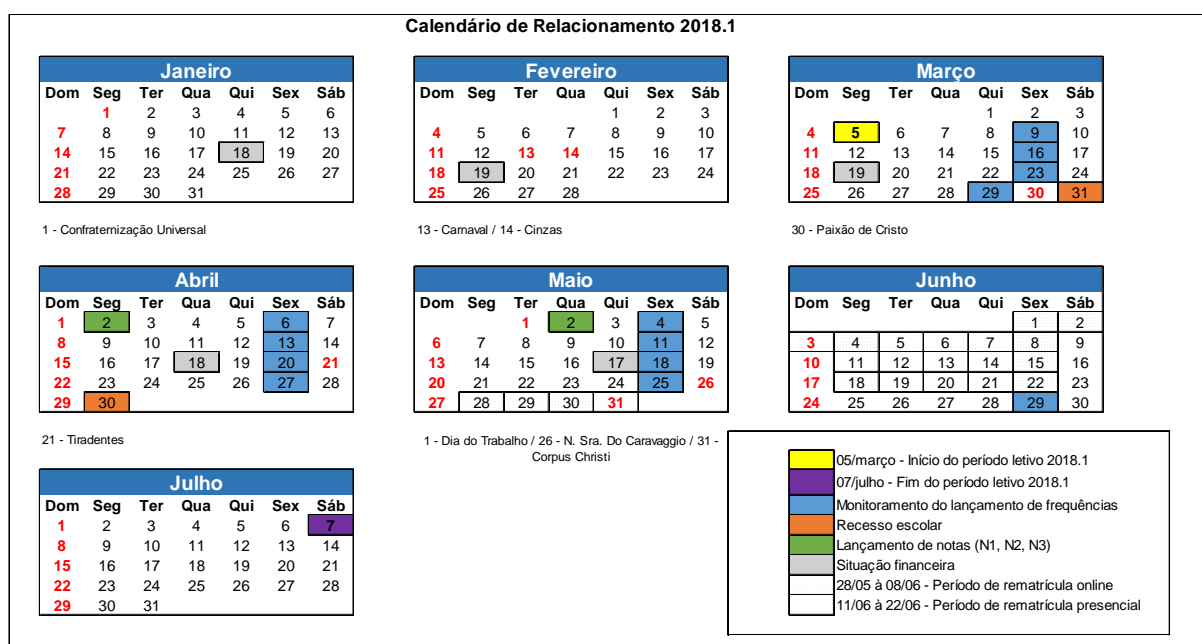 Calendário de Relacionamento 2018.1
Janeiro
Dom Seg Ter Qua Qui Sex Sáb
1 2 3 4 5 6
7 8 9 10 11 12 13
14 15 16 17 18 19 20
21 22 23 24 25 26 27
28 29 30 31
1 - Confraternização Universal
Fevereiro
Dom Seg Ter Qua Qui Sex Sáb
1 2 3
4 5 6 7 8 9 10
11 12 13 14 15 16 17
18 19 20 21 22 23 24
25 26 27 28
13 - Carnaval / 14 - Cinzas
Março
Dom Seg Ter Qua Qui Sex Sáb
1 2 3
4 5 6 7 8 9 10
11 12 13 14 15 16 17
18 19 20 21 22 23 24
25 26 27 28 29 30 31
30 - Paixão de Cristo
Abril
Dom Seg Ter Qua Qui Sex Sáb
1 2 3 4 5 6 7
8 9 10 11 12 13 14
15 16 17 18 19 20 21
22 23 24 25 26 27 28
29 30
21 - Tiradentes
Maio
Dom Seg Ter Qua Qui Sex Sáb
1 2 3 4 5
6 7 8 9 10 11 12
13 14 15 16 17 18 19
20 21 22 23 24 25 26
27 28 29 30 31
1 - Dia do Trabalho / 26 - N. Sra. Do Caravaggio / 31 -
Corpus Christi
Junho
Dom Seg Ter Qua Qui Sex Sáb
1 2
3 4 5 6 7 8 9
10 11 12 13 14 15 16
17 18 19 20 21 22 23
24 25 26 27 28 29 30
Julho
Dom Seg Ter Qua Qui Sex Sáb
1 2 3 4 5 6 7
8 9 10 11 12 13 14
15 16 17 18 19 20 21
22 23 24 25 26 27 28
29 30 31
05/março - Início do período letivo 2018.1
07/julho - Fim do período letivo 2018.1
Monitoramento do lançamento de frequências
Recesso escolar
Lançamento de notas (N1, N2, N3)
Situação financeira
28/05 à 08/06 - Período de rematrícula online
11/06 à 22/06 - Período de rematrícula presencial